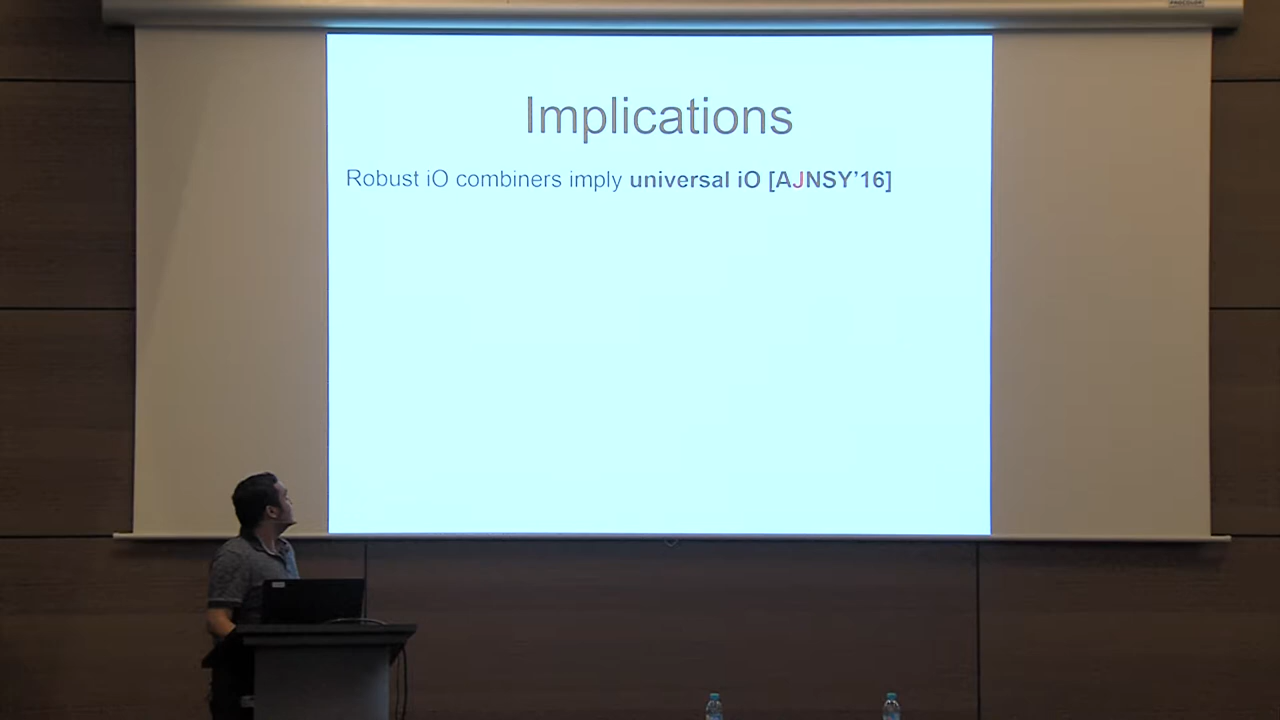 Implications
Robust iO combiners imply universal iO [AJNSY’16]